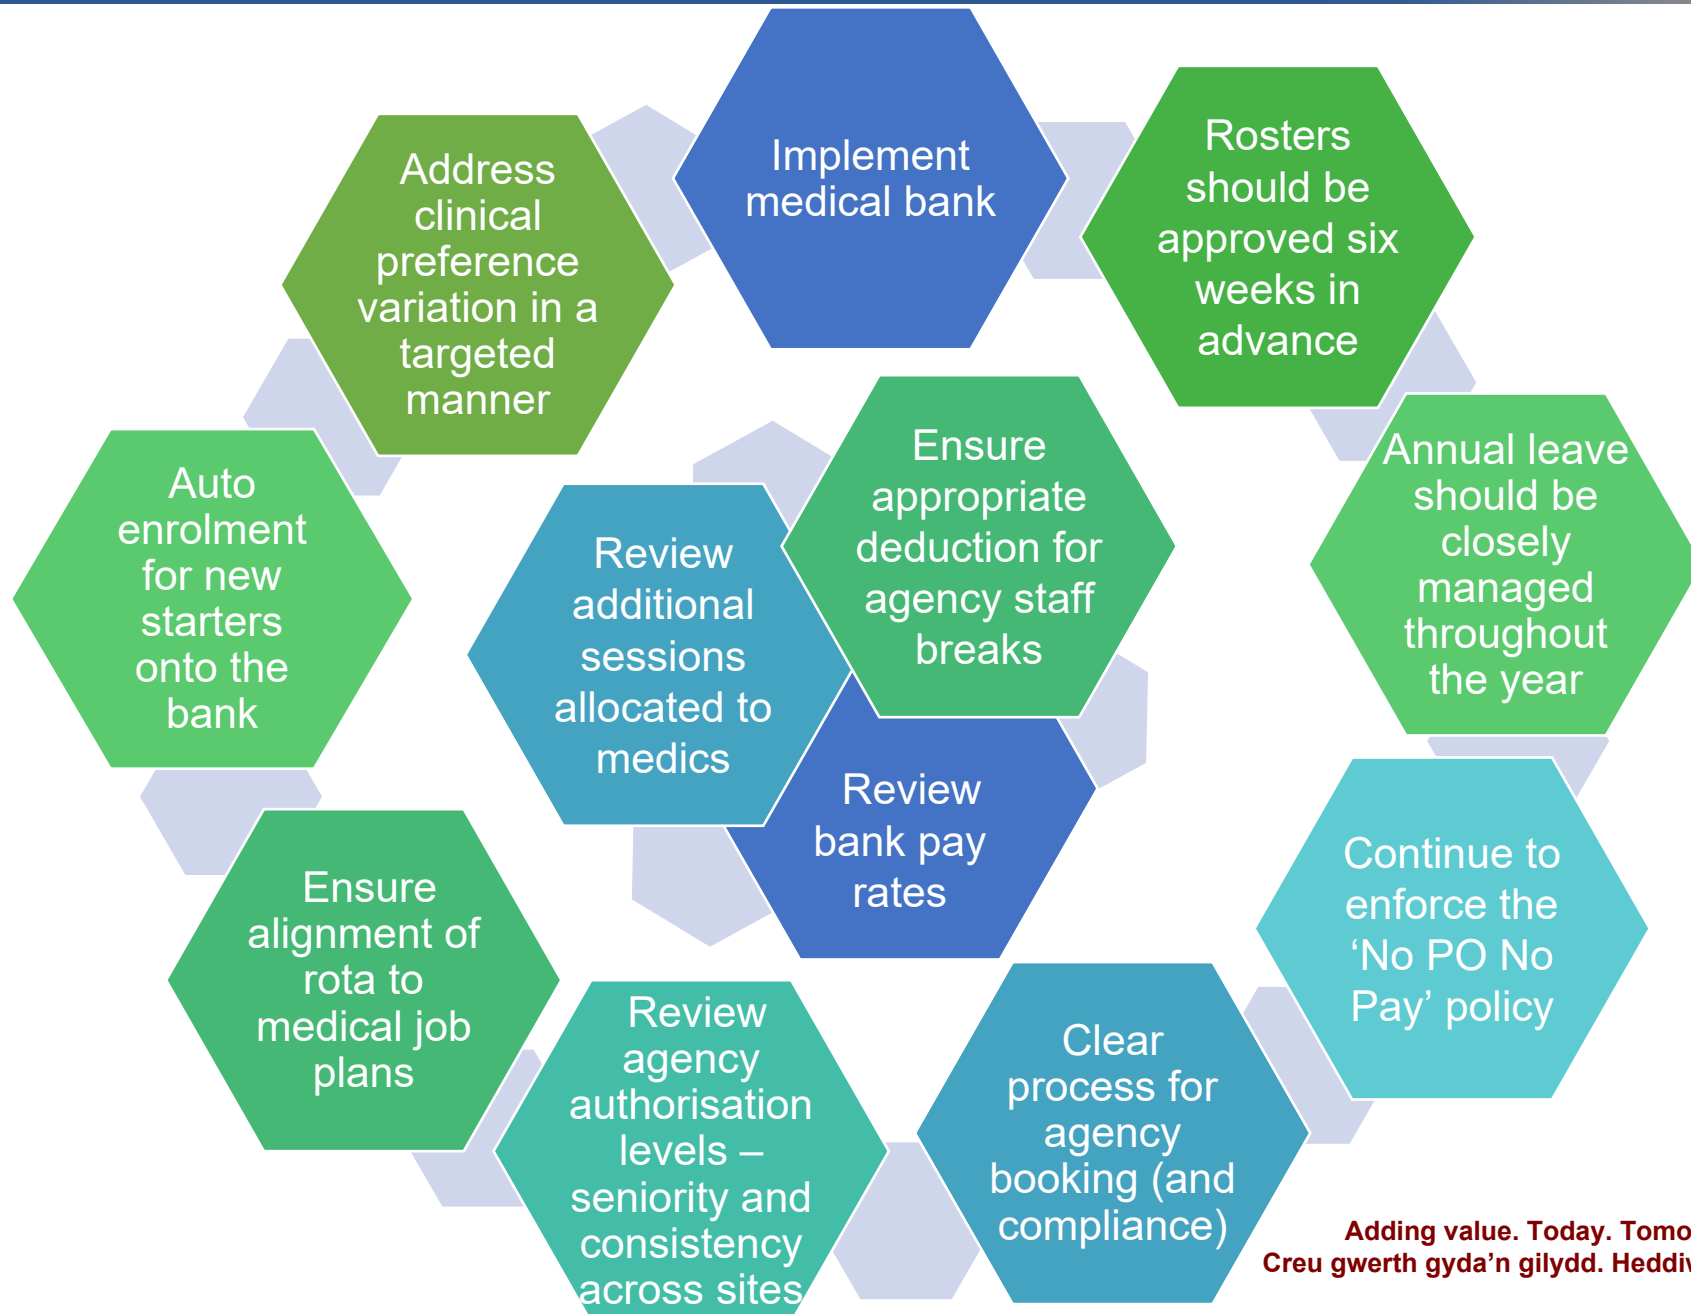 Implement
medical bank
Rosters
should be
approved six
weeks in
advance
Annual leave
should be
closely
managed
throughout
the year
Continue to
enforce the
‘No PO No
Pay’ policy
Clear
process for
agency
booking (and
compliance)
Review
agency
authorisation
levels –
seniority and
consistency
across sites
Ensure
alignment of
rota to
medical job
plans
Auto
enrolment
for new
starters
onto the
bank
Address
clinical
preference
variation in a
targeted
manner
Ensure
appropriate
deduction for
agency staff
breaks
Review
additional
sessions
allocated to
medics
Review
bank pay
rates
Adding value. Today.
Creu gwerth gyda’n gilydd.